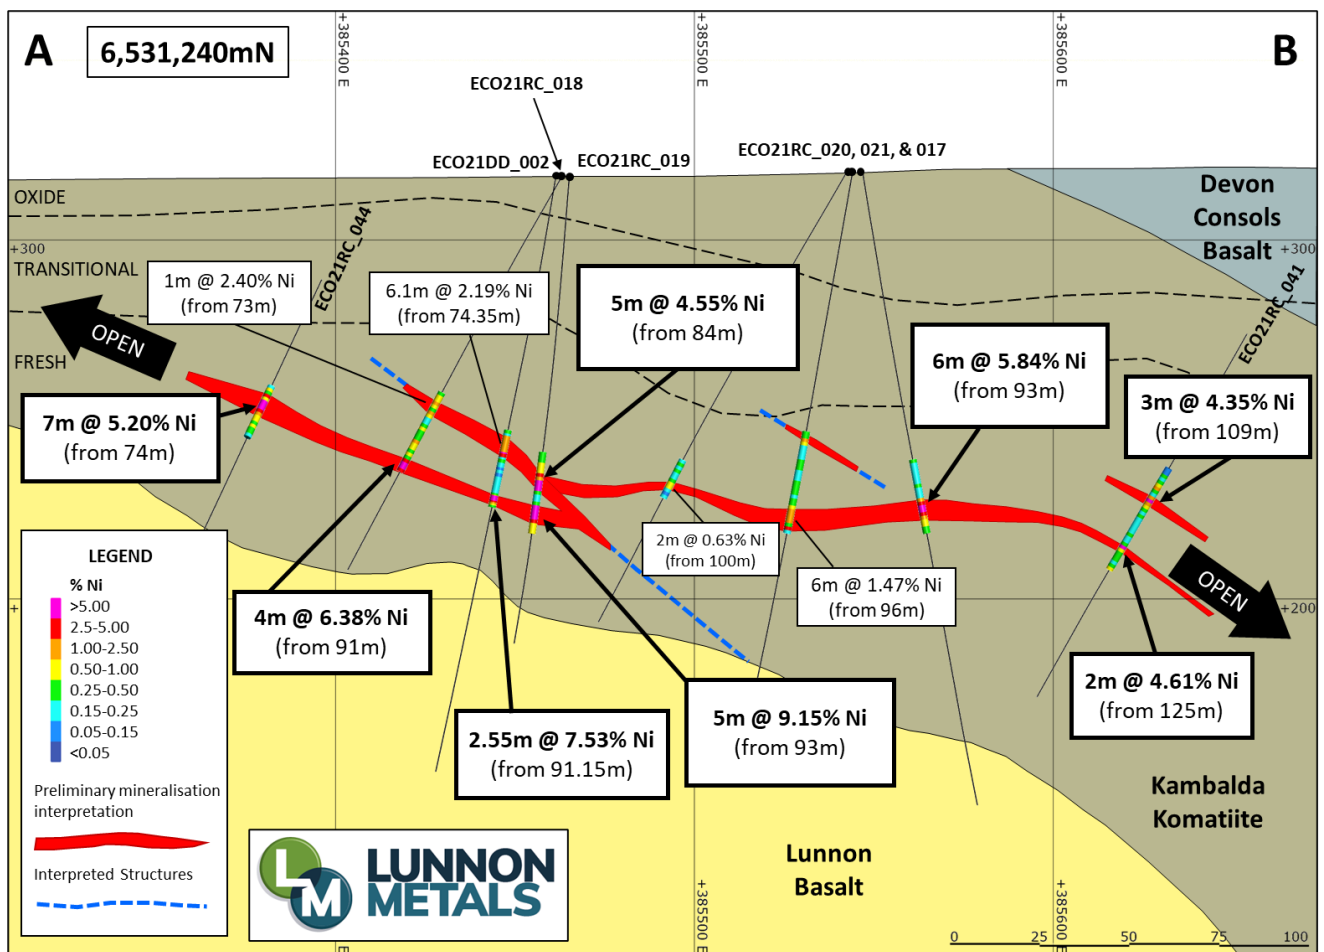 A
6,531,240mN
+385400 E
+385500 E
+385600 E
B
ECO21RC_018
ECO21DD_002
ECO21RC_019
ECO21RC_020, 021, & 017
OXIDE
+300
TRANSITIONAL
FRESH
ECO21RC_044
Devon
Consols
Basalt
+300
ECO21RC_041
OPEN
1m @ 2.40% Ni
(from 73m)
6.1m @ 2.19% Ni
(from 74.35m)
5m @ 4.55% Ni
(from 84m)
6m @ 5.84% Ni
(from 93m)
3m @ 4.35% Ni
(from 109m)
7m @ 5.20% Ni
(from 74m)
2m @ 0.63% Ni
(from 100m)
6m @ 1.47% Ni
(from 96m)
OPEN
+
+200
4m @ 6.38% Ni
(from 91m)
2.55m @ 7.53% Ni
(from 91.15m)
5m @ 9.15% Ni
(from 93m)
2m @ 4.61% Ni
(from 125m)
LEGEND
% Ni
>5.00
2.5-5.00
1.00-2.50
0.50-1.00
0.25-0.50
0.15-0.25
0.05-0.15
<0.05
Preliminary mineralisation
interpretation
Interpreted Structures
LM
LUNNON
METALS
Lunnon
Basalt
Kambalda
Komatiite
E
+385500 E
+385600 E
0 25 50 75 100